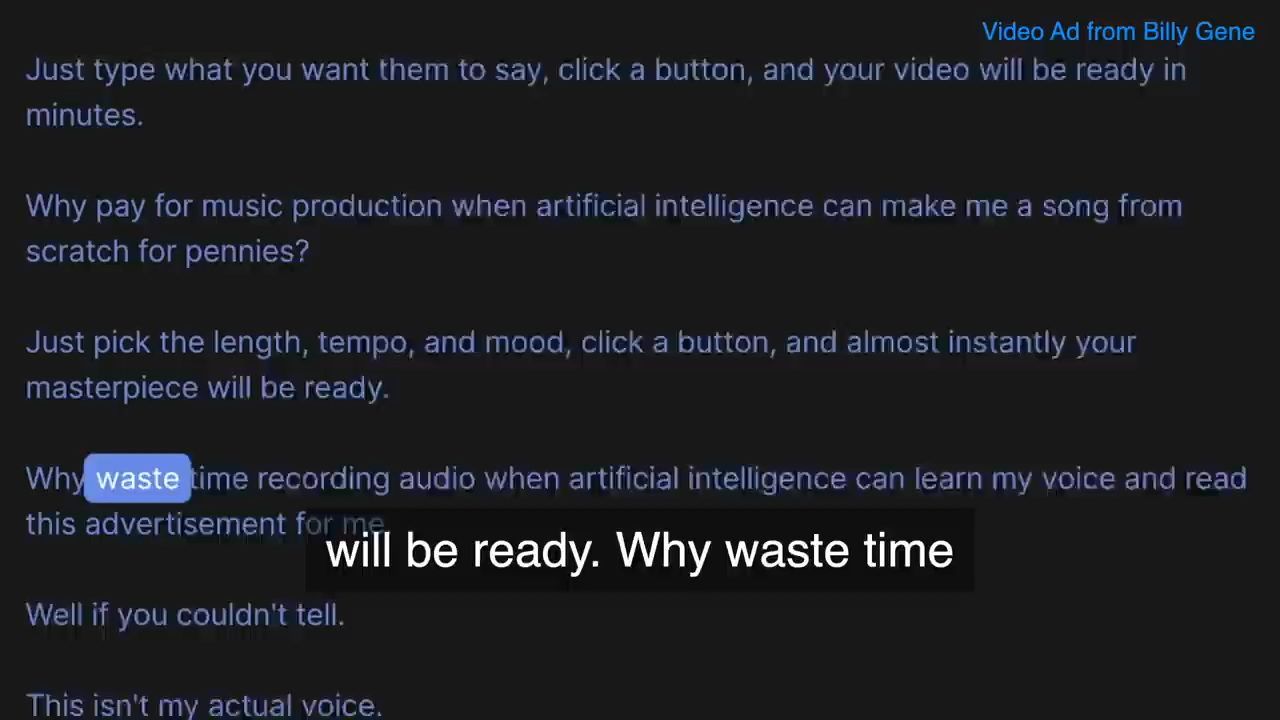 Video Ad from Billy Gene
Just type what you want them to say, click a button, and your video will be ready in
minutes.
Why pay for music production when artificial intelligence can make me a song from
scratch for pennies?
Just pick the length, tempo, and mood, click a button, and almost instantly your
masterpiece will be ready.
Why waste time recording audio when artificial intelligence can learn my voice and read
this advertisement for me
will be ready. Why waste time
Well if you couldn't tell.
This isn't my actual voice.